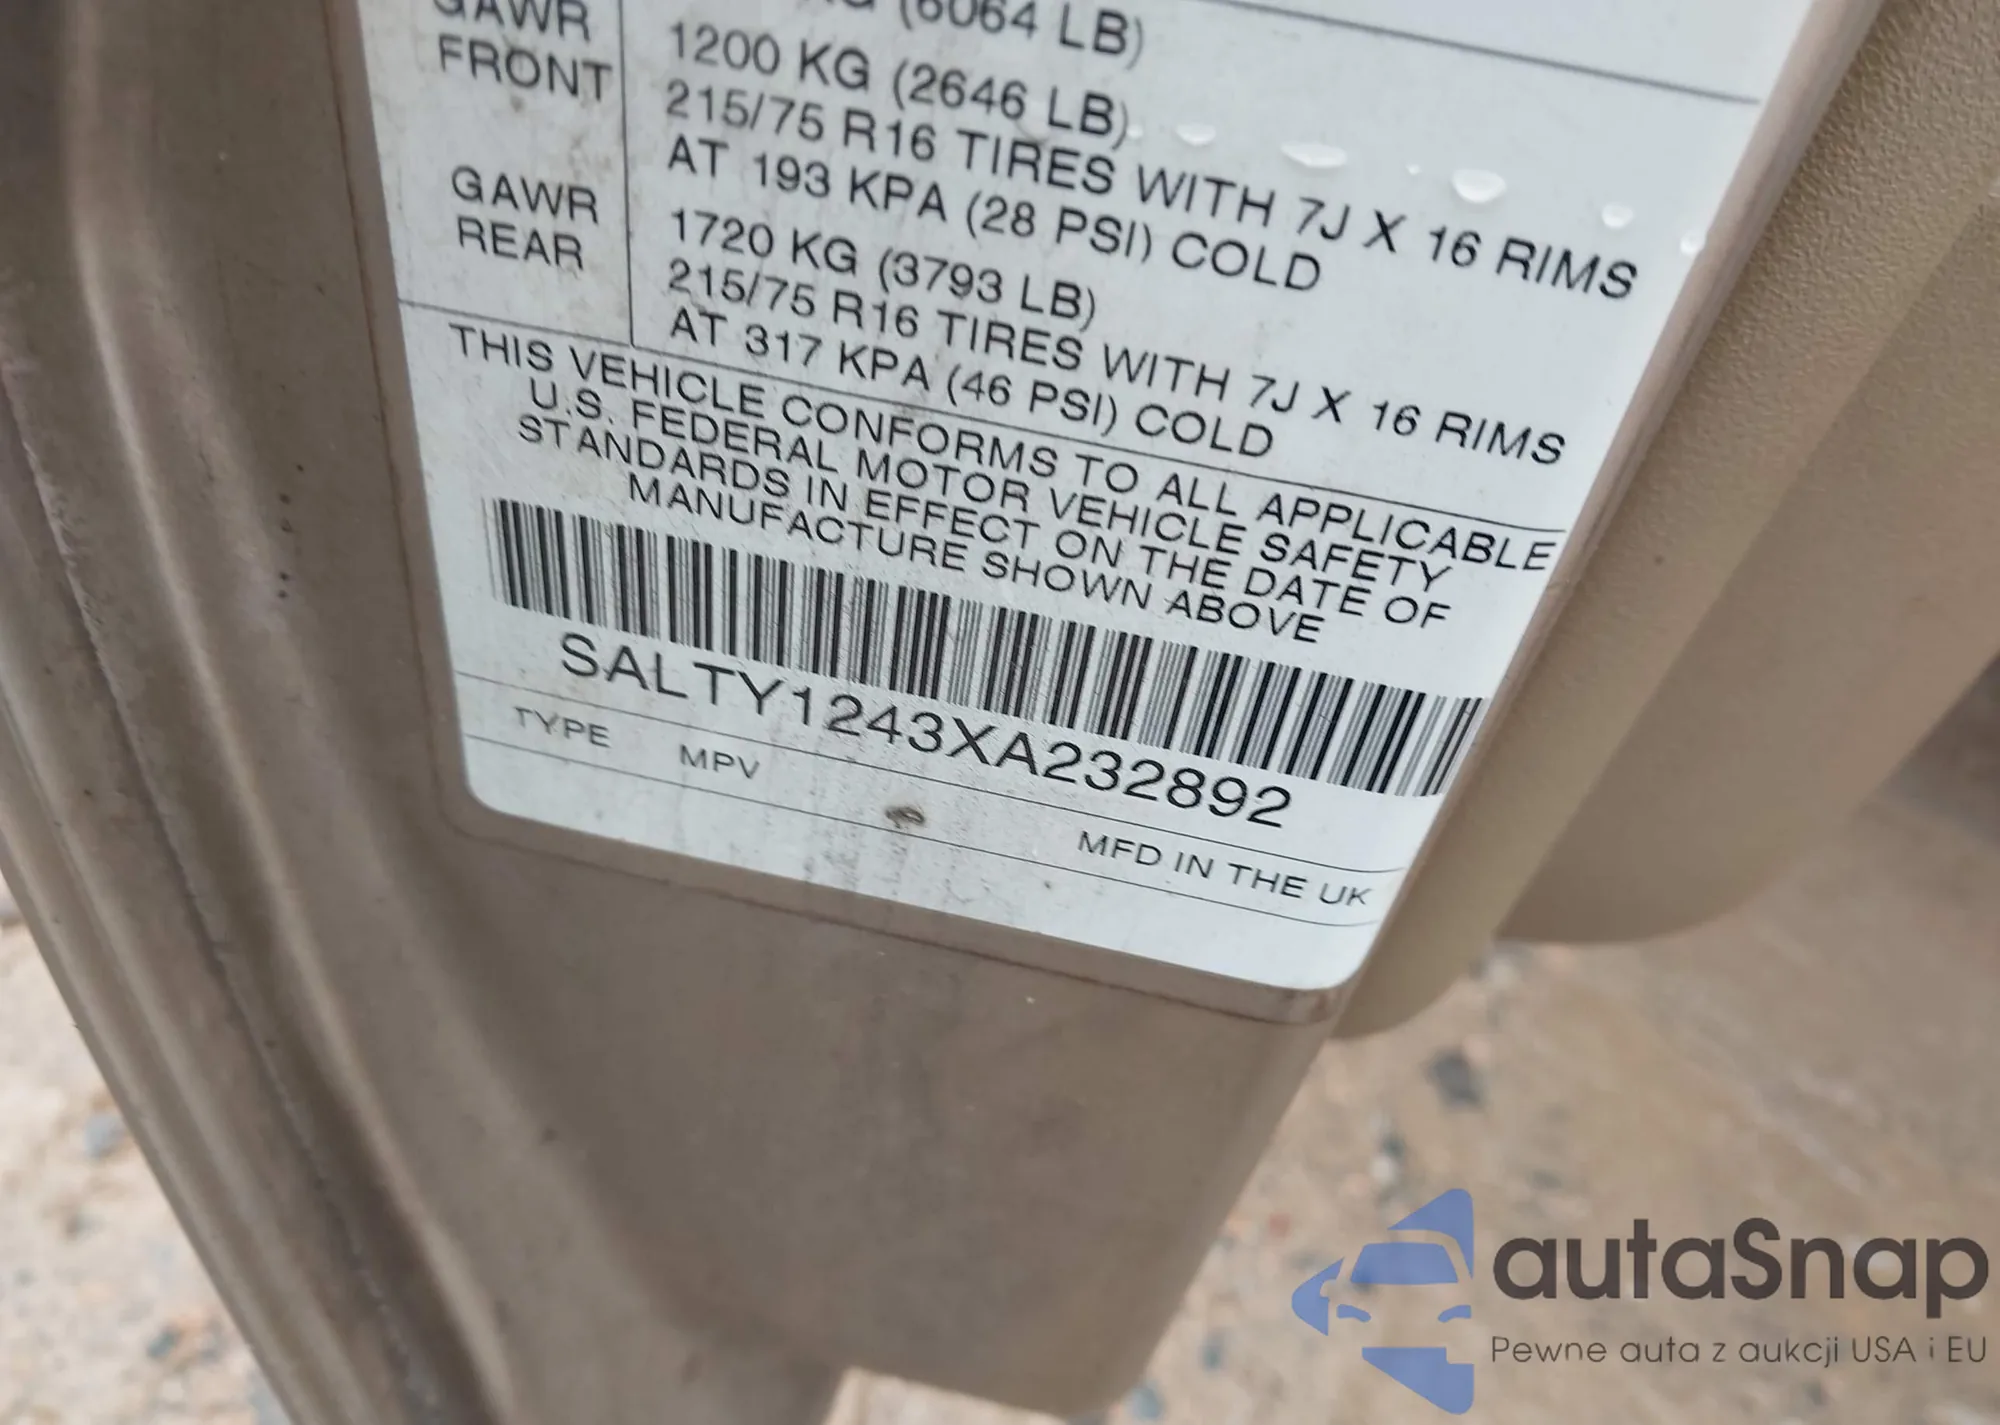 KG (6064 LB)
GAWR
FRONT
1200 KG (2646 LB)
215/75 R16 TIRES WITH 7J X 16 RIMS
AT 193 KPA (28 PSI) COLD
GAWR
REAR
1720 KG (3793 LB)
215/75 R16 TIRES WITH 7J X 16 RIMS
AT 317 KPA (46 PSI) COLD
THIS VEHICLE CONFORMS TO ALL APPLICABLE
U.S. FEDERAL MOTOR VEHICLE SAFETY
STANDARDS IN EFFECT ON THE DATE OF
MANUFACTURE SHOWN ABOVE
SALTY1243XA232892
TYPE MPV MFD IN THE UK
autaSnap
Pewne auta z aukcji USA i EU